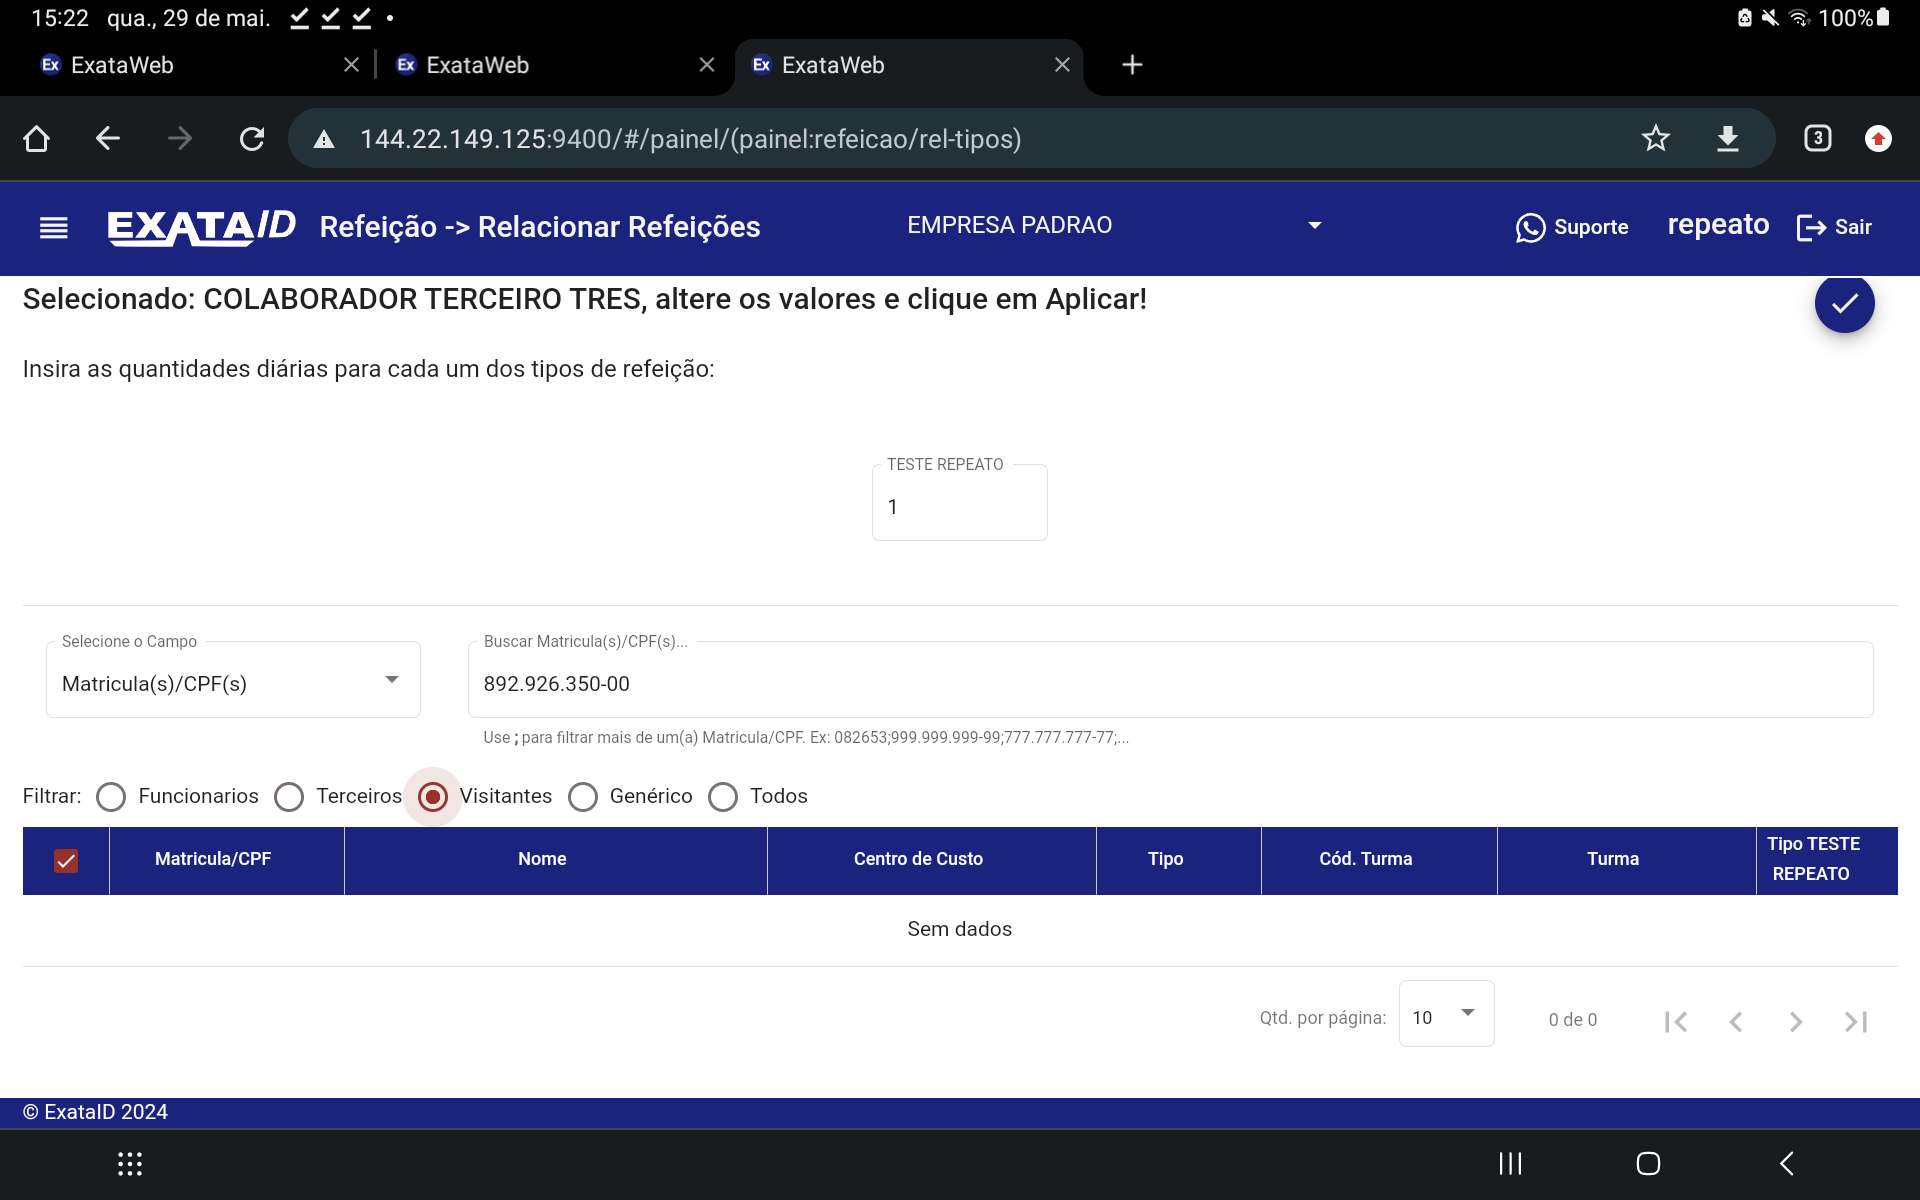 15:22 qua., 29 de mai. 100%
Ex ExataWeb Ex ExataWeb Ex ExataWeb
144.22.149.125:9400/#/painel/(painel:refeicao/rel-tipos) 3
EXATAID Refeição -> Relacionar Refeições EMPRESA PADRAO Suporte repeato Sair
Selecionado: COLABORADOR TERCEIRO TRES, altere os valores e clique em Aplicar!
Insira as quantidades diárias para cada um dos tipos de refeição:
TESTE REPEATO
1
Selecione o Campo Buscar Matricula(s)/CPF(s)...
Matricula(s)/CPF(s) 892.926.350-00
Use ; para filtrar mais de um(a) Matricula/CPF. Ex: 082653;999.999.999-99;777.777.777-77;...
Filtrar: Funcionarios Terceiros Visitantes Genérico Todos
Matricula/CPF Nome Centro de Custo Tipo Cód. Turma Turma Tipo TESTE
REPEATO
Sem dados
Qtd. por página: 10 0 de 0
© ExataID 2024